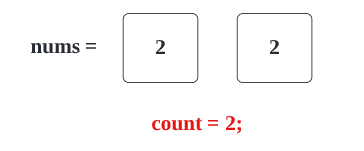 nums = 2 2
count = 2;